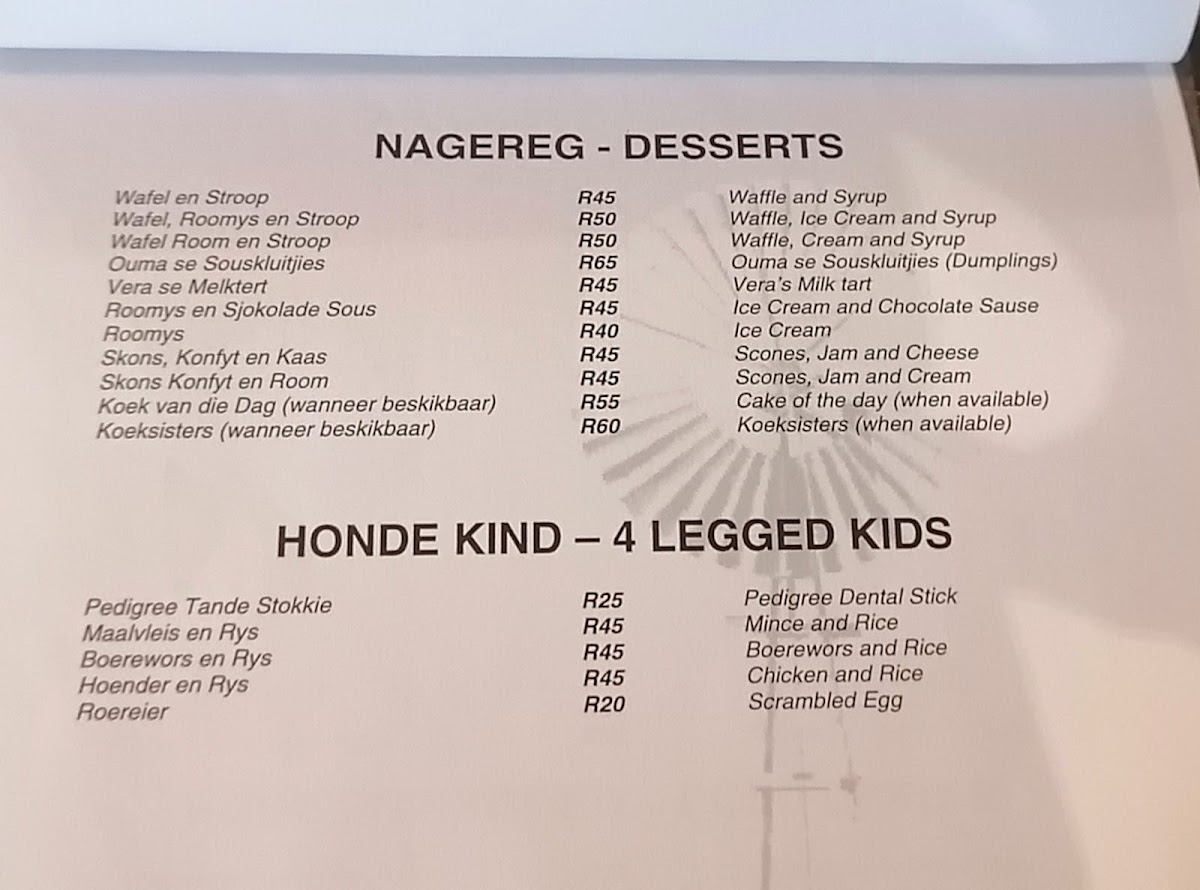 NAGEREG - DESSERTS
Wafel en Stroop R45 Waffle and Syrup
Wafel, Roomys en Stroop R50 Waffle, Ice Cream and Syrup
Wafel Room en Stroop R50 Waffle, Cream and Syrup
Ouma se Souskluitjies R65 Ouma se Souskluitjies (Dumplings)
Vera se Melktert R45 Vera's Milk tart
Roomys en Sjokolade Sous R45 Ice Cream and Chocolate Sause
Roomys R40 Ice Cream
Skons, Konfyt en Kaas R45 Scones, Jam and Cheese
Skons Konfyt en Room R45 Scones, Jam and Cream
Koek van die Dag (wanneer beskikbaar) R55 Cake of the day (when available)
Koeksisters (wanneer beskikbaar) R60 Koeksisters (when available)
HONDE KIND – 4 LEGGED KIDS
Pedigree Tande Stokkie R25 Pedigree Dental Stick
Maalvleis en Rys R45 Mince and Rice
Boerewors en Rys R45 Boerewors and Rice
Hoender en Rys R45 Chicken and Rice
Roereier R20 Scrambled Egg